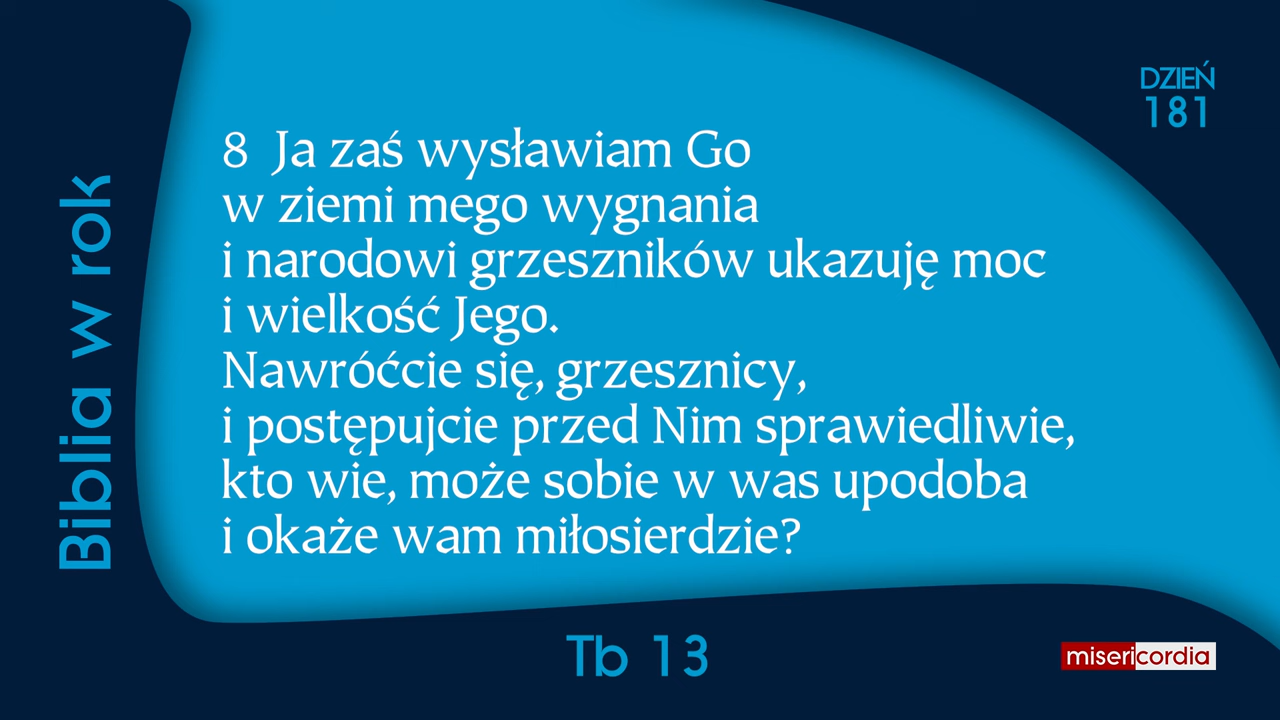 DZIEŃ
181
8 Ja zaś wysławiam Go
w ziemi mego wygnania
i narodowi grzeszników ukazuję moc
i wielkość Jego.
Nawróćcie się, grzesznicy,
i postępujcie przed Nim sprawiedliwie,
kto wie, może sobie w was upodoba
i okaże wam miłosierdzie?
Biblia w rok
Tb 13
misericordia